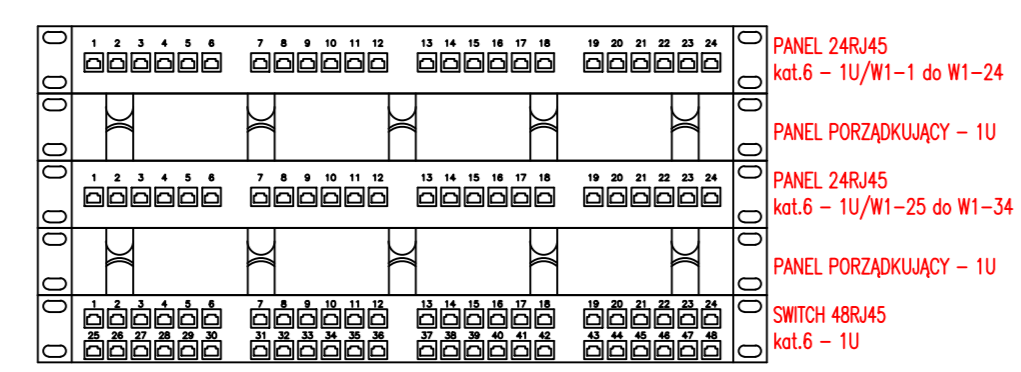 1 2 3 4 5 6 7 8 9 10 11 12 13 14 15 16 17 18 19 20 21 22 23 24
PANEL 24RJ45
kat.6 – 1U/W1–1 do W1–24
PANEL PORZĄDKUJĄCY – 1U
1 2 3 4 5 6 7 8 9 10 11 12 13 14 15 16 17 18 19 20 21 22 23 24
PANEL 24RJ45
kat.6 – 1U/W1–25 do W1–34
PANEL PORZĄDKUJĄCY – 1U
1 2 3 4 5 6 7 8 9 10 11 12 13 14 15 16 17 18 19 20 21 22 23 24
SWITCH 48RJ45
25 26 27 28 29 30 31 32 33 34 35 36 37 38 39 40 41 42 43 44 45 46 47 48
kat.6 – 1U